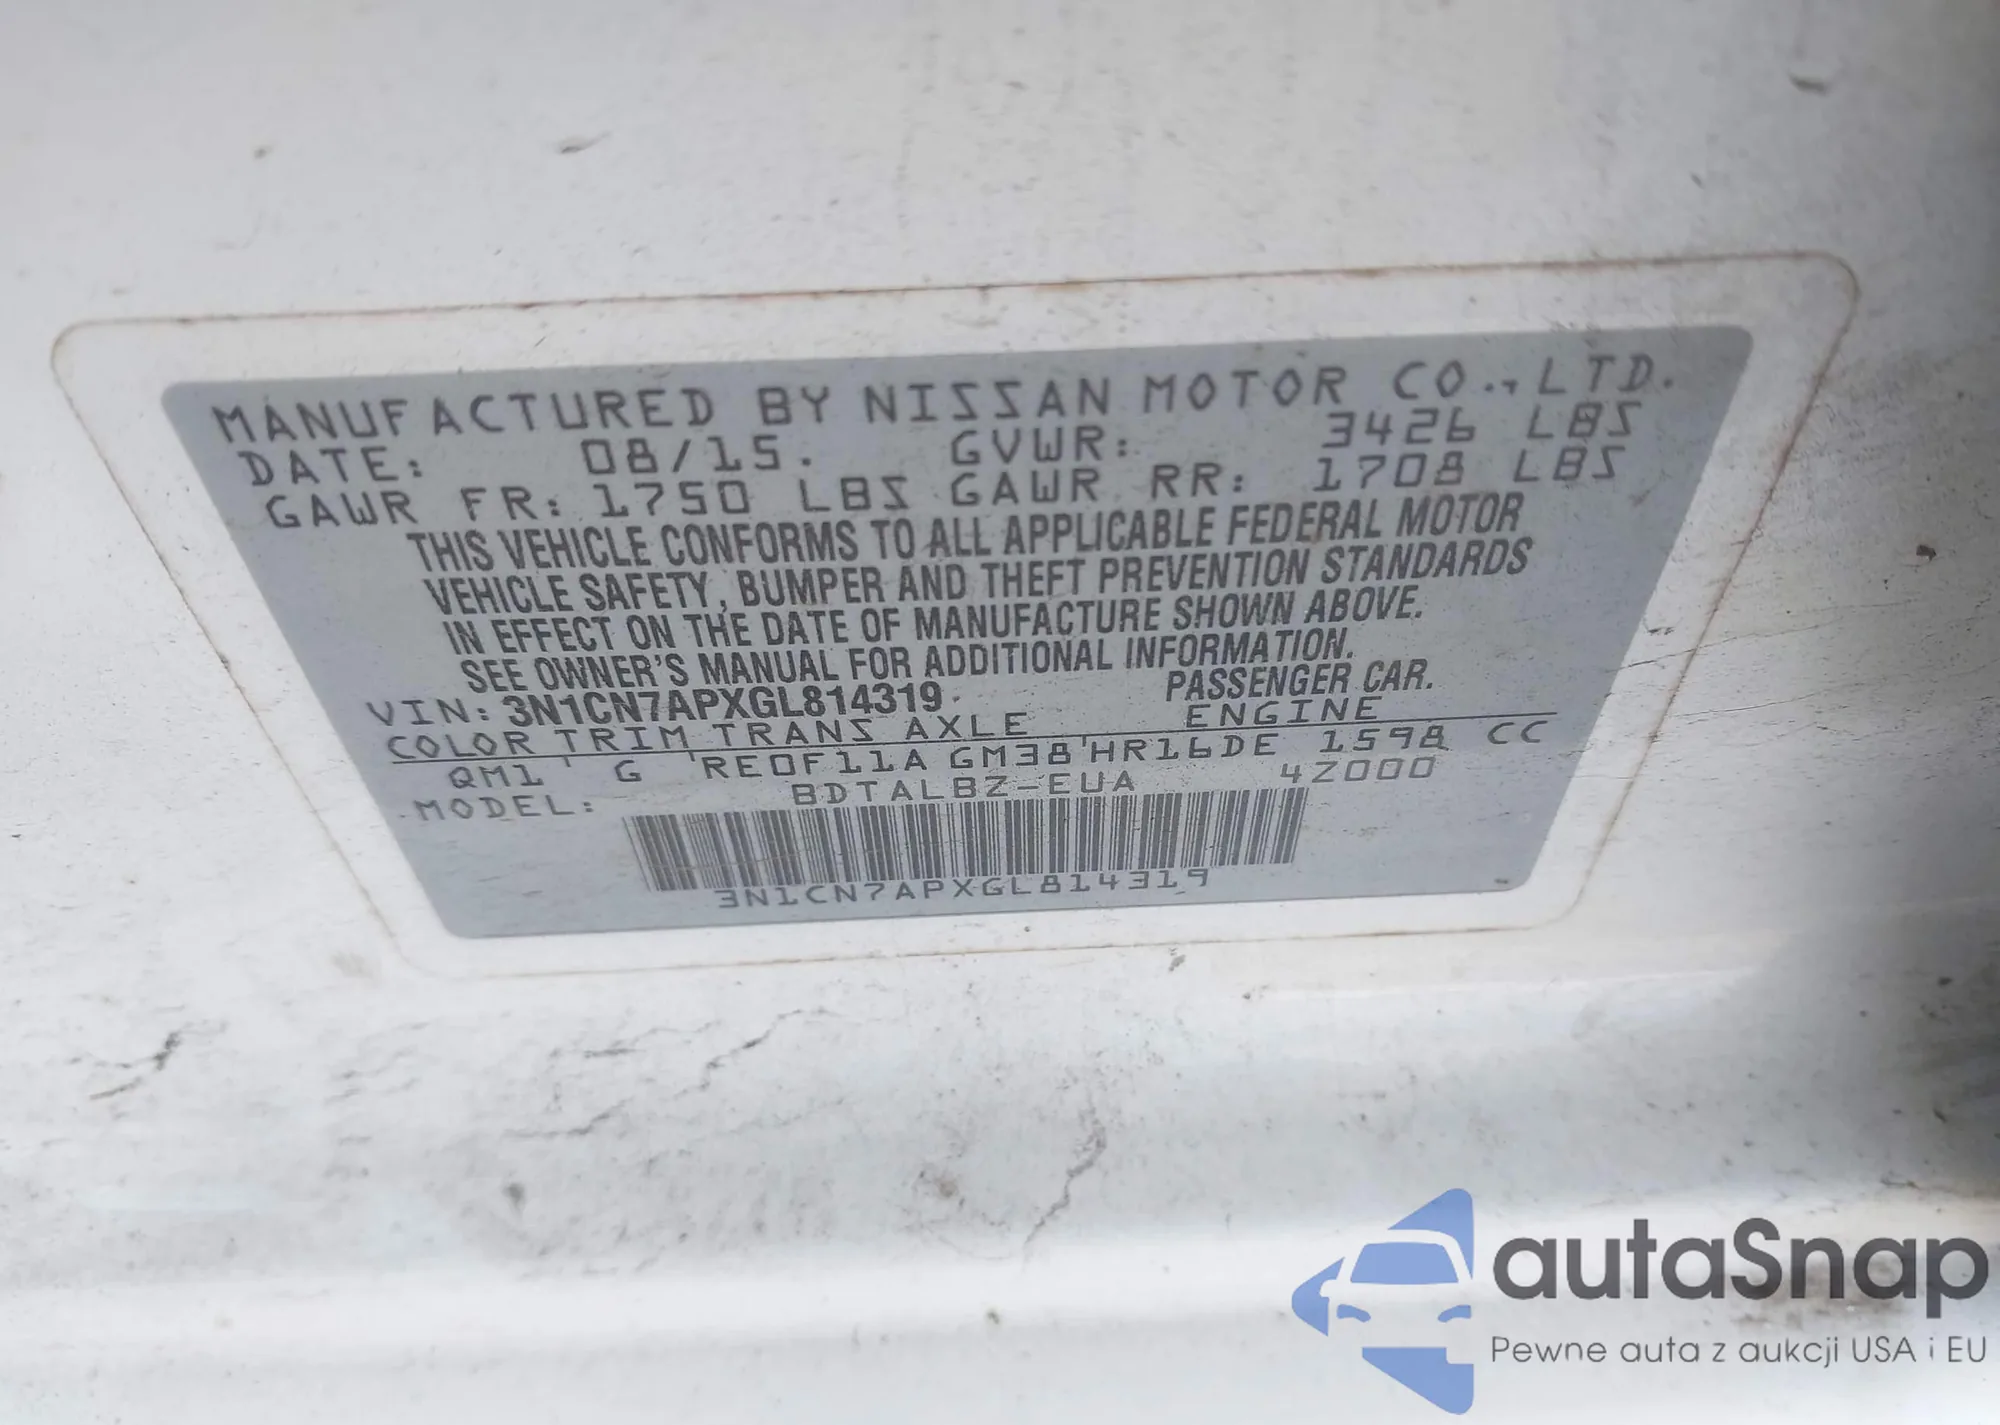 MANUFACTURED BY NISSAN MOTOR CO., LTD.
DATE: 08/15. GVWR: 3426 LBS
GAWR FR: 1750 LBS GAWR RR: 1708 LBS
THIS VEHICLE CONFORMS TO ALL APPLICABLE FEDERAL MOTOR
VEHICLE SAFETY, BUMPER AND THEFT PREVENTION STANDARDS
IN EFFECT ON THE DATE OF MANUFACTURE SHOWN ABOVE.
SEE OWNER'S MANUAL FOR ADDITIONAL INFORMATION.
VIN: 3N1CN7APXGL814319 PASSENGER CAR.
COLOR TRIM TRANS AXLE ENGINE
QM1 G RE0F11A GM38 HR16DE 1598 CC
MODEL: BDTALBZ-EUA 4Z000
3N1CN7APXGL814319
autaSnap
Pewne auta z aukcji USA i EU